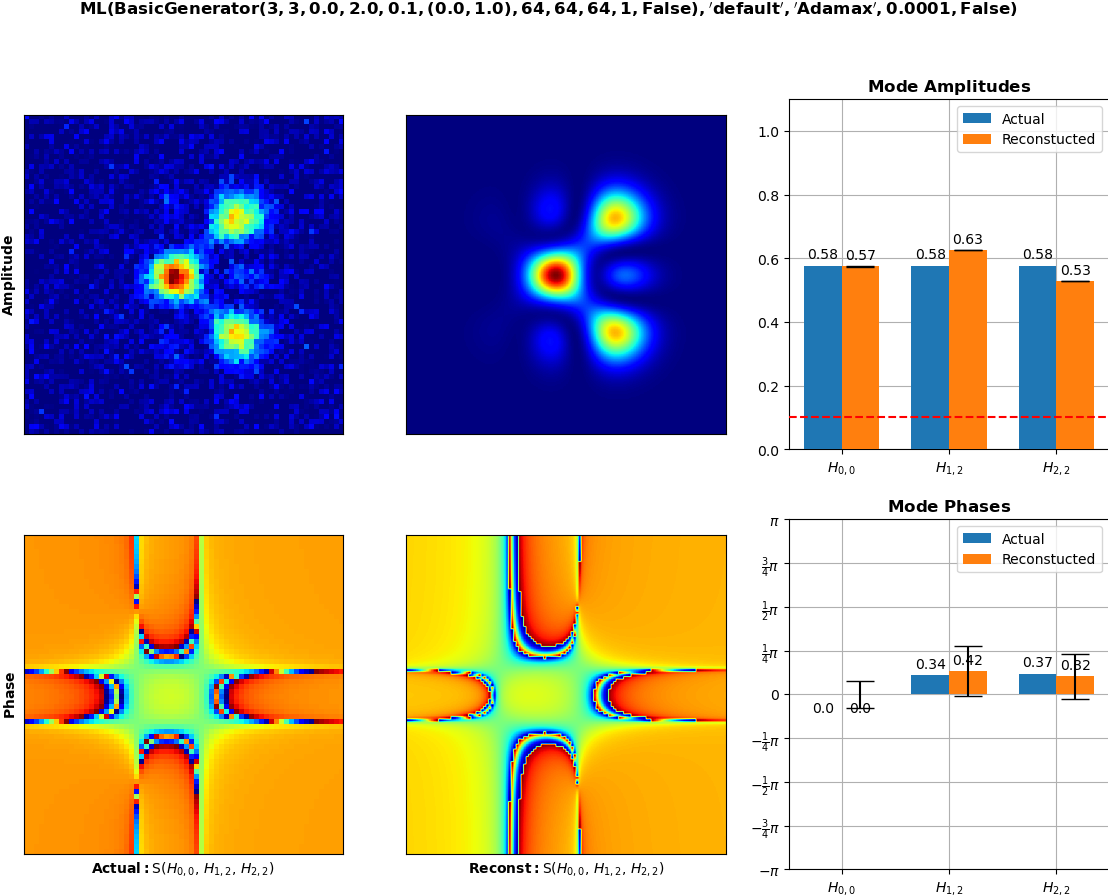 ML(BasicGenerator(3, 3, 0.0, 2.0, 0.1, (0.0, 1.0), 64, 64, 64, 1, False), ′default′, ′Adamax′, 0.0001, False)
Mode Amplitudes
Amplitude
1.0
0.8
0.6
0.4
0.2
0.0
Actual
Reconstucted
0.58 0.57
0.58 0.63
0.58 0.53
H0,0 H1,2 H2,2
Mode Phases
Phase
π
3/4π
1/2π
1/4π
0
−1/4π
−1/2π
−3/4π
−π
Actual
Reconstucted
0.0 0.0
0.34 0.42
0.37 0.32
H0,0 H1,2 H2,2
Actual: S(H0,0, H1,2, H2,2)
Reconst: S(H0,0, H1,2, H2,2)